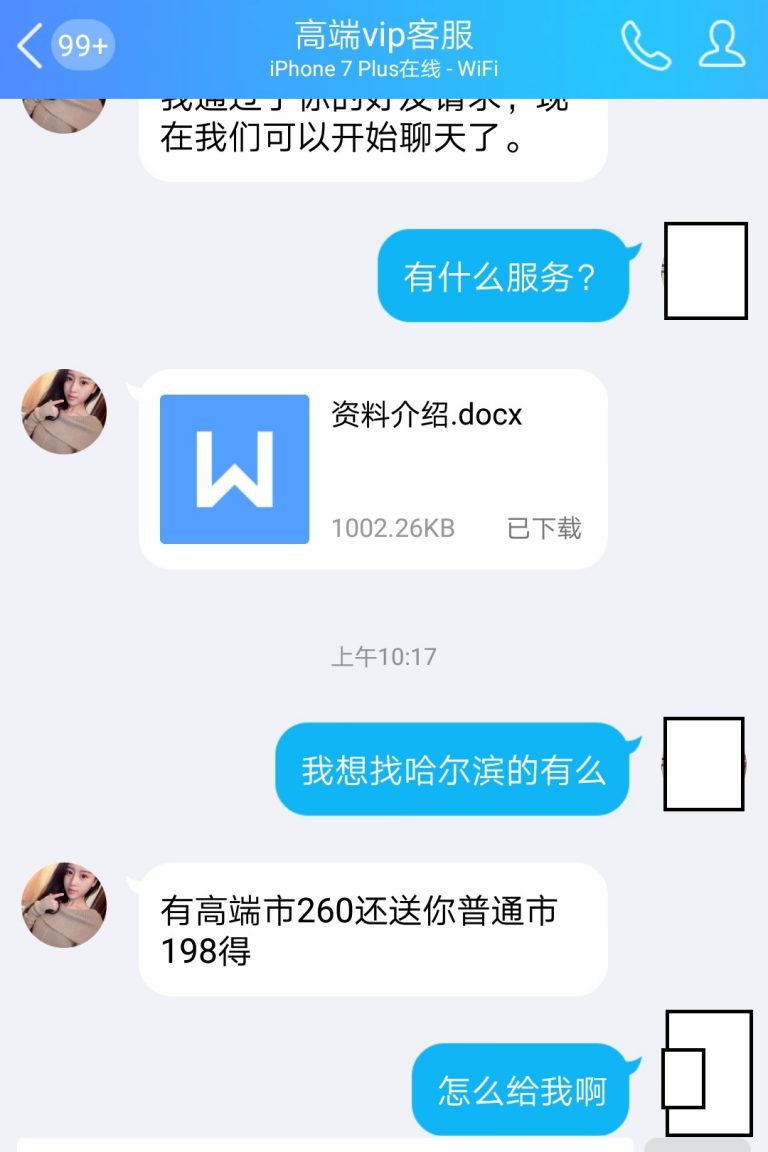 99+
高端vip客服
iPhone 7 Plus在线 - WiFi
我通过了你的好友请求，现
在我们可以开始聊天了。
有什么服务？
资料介绍.docx
1002.26KB 已下载
上午10:17
我想找哈尔滨的有么
有高端市260还送你普通市
198得
怎么给我啊